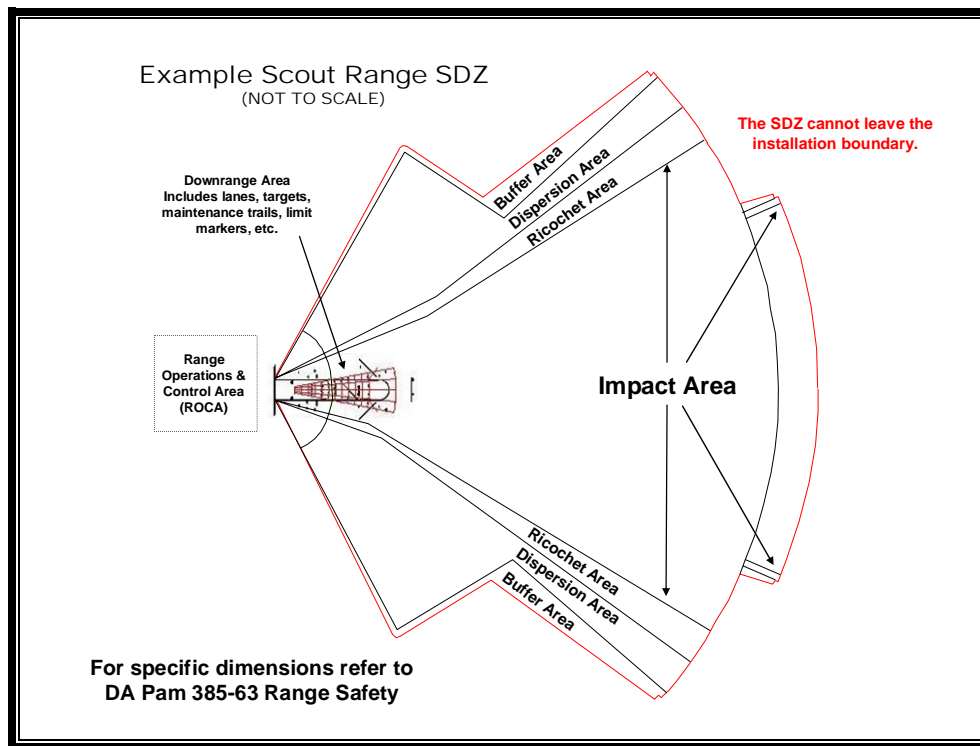 Example Scout Range SDZ
(NOT TO SCALE)
The SDZ cannot leave the
installation boundary.
Downrange Area
Includes lanes, targets,
maintenance trails, limit
markers, etc.
Buffer Area
Dispersion Area
Ricochet Area
Range
Operations &
Control Area
(ROCA)
Impact Area
Ricochet Area
Dispersion Area
Buffer Area
For specific dimensions refer to
DA Pam 385-63 Range Safety